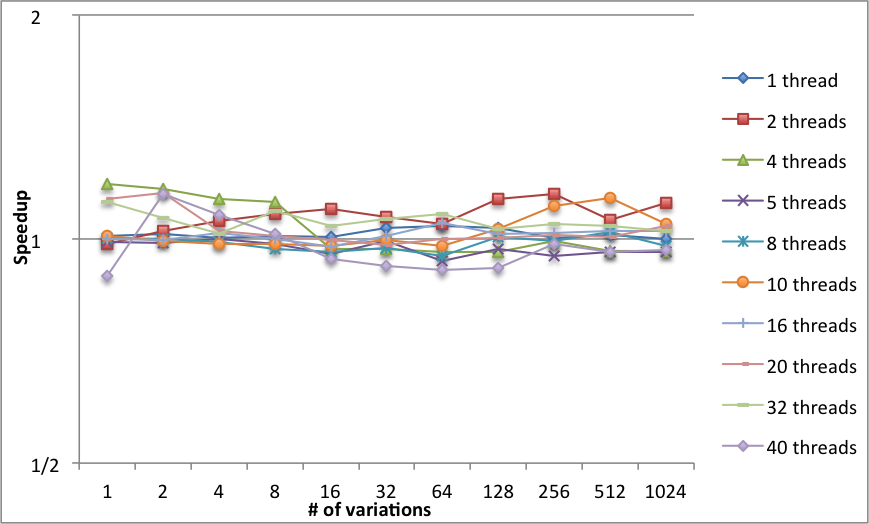 2
1
1/2
Speedup
1 2 4 8 16 32 64 128 256 512 1024
# of variations
1 thread
2 threads
4 threads
5 threads
8 threads
10 threads
16 threads
20 threads
32 threads
40 threads